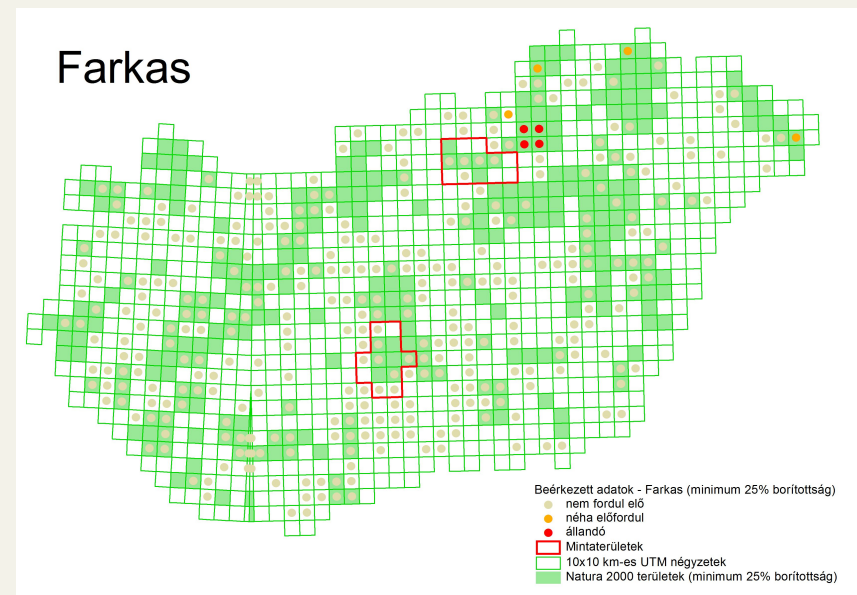 Farkas
Beérkezett adatok - Farkas (minimum 25% borítottság)
nem fordul elő
néha előfordul
állandó
Mintaterületek
10x10 km-es UTM négyzetek
Natura 2000 területek (minimum 25% borítottság)